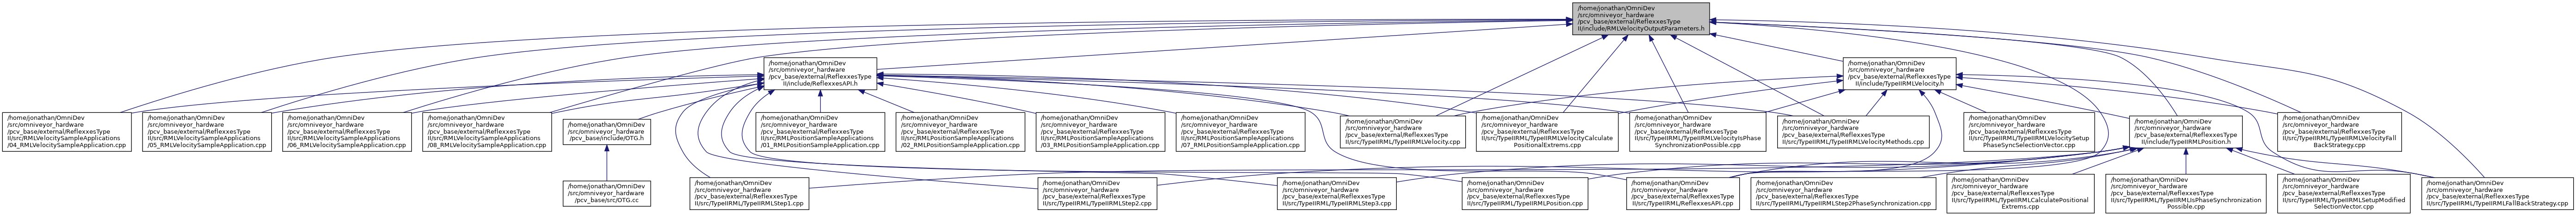 /home/jonathan/OmniDev
/src/omniveyor_hardware
/pcv_base/external/ReflexxesType
II/include/RMLVelocityOutputParameters.h
/home/jonathan/OmniDev
/src/omniveyor_hardware
/pcv_base/external/ReflexxesType
II/include/ReflexxesAPI.h
/home/jonathan/OmniDev
/src/omniveyor_hardware
/pcv_base/external/ReflexxesType
II/include/TypeIIRMLVelocity.h
/home/jonathan/OmniDev
/src/omniveyor_hardware
/pcv_base/external/ReflexxesType
II/src/RMLVelocitySampleApplications
/04_RMLVelocitySampleApplication.cpp
/home/jonathan/OmniDev
/src/omniveyor_hardware
/pcv_base/external/ReflexxesType
II/src/RMLVelocitySampleApplications
/05_RMLVelocitySampleApplication.cpp
/home/jonathan/OmniDev
/src/omniveyor_hardware
/pcv_base/external/ReflexxesType
II/src/RMLVelocitySampleApplications
/06_RMLVelocitySampleApplication.cpp
/home/jonathan/OmniDev
/src/omniveyor_hardware
/pcv_base/external/ReflexxesType
II/src/RMLVelocitySampleApplications
/08_RMLVelocitySampleApplication.cpp
/home/jonathan/OmniDev
/src/omniveyor_hardware
/pcv_base/include/OTG.h
/home/jonathan/OmniDev
/src/omniveyor_hardware
/pcv_base/external/ReflexxesType
II/src/RMLPositionSampleApplications
/01_RMLPositionSampleApplication.cpp
/home/jonathan/OmniDev
/src/omniveyor_hardware
/pcv_base/external/ReflexxesType
II/src/RMLPositionSampleApplications
/02_RMLPositionSampleApplication.cpp
/home/jonathan/OmniDev
/src/omniveyor_hardware
/pcv_base/external/ReflexxesType
II/src/RMLPositionSampleApplications
/03_RMLPositionSampleApplication.cpp
/home/jonathan/OmniDev
/src/omniveyor_hardware
/pcv_base/external/ReflexxesType
II/src/RMLPositionSampleApplications
/07_RMLPositionSampleApplication.cpp
/home/jonathan/OmniDev
/src/omniveyor_hardware
/pcv_base/external/ReflexxesType
II/src/TypeIIRML/TypeIIRMLVelocity.cpp
/home/jonathan/OmniDev
/src/omniveyor_hardware
/pcv_base/external/ReflexxesType
II/src/TypeIIRML/TypeIIRMLVelocityCalculate
PositionalExtrems.cpp
/home/jonathan/OmniDev
/src/omniveyor_hardware
/pcv_base/external/ReflexxesType
II/src/TypeIIRML/TypeIIRMLVelocityIsPhase
SynchronizationPossible.cpp
/home/jonathan/OmniDev
/src/omniveyor_hardware
/pcv_base/external/ReflexxesType
II/src/TypeIIRML/TypeIIRMLVelocityMethods.cpp
/home/jonathan/OmniDev
/src/omniveyor_hardware
/pcv_base/external/ReflexxesType
II/src/TypeIIRML/TypeIIRMLVelocitySetup
PhaseSyncSelectionVector.cpp
/home/jonathan/OmniDev
/src/omniveyor_hardware
/pcv_base/external/ReflexxesType
II/include/TypeIIRMLPosition.h
/home/jonathan/OmniDev
/src/omniveyor_hardware
/pcv_base/external/ReflexxesType
II/src/TypeIIRML/TypeIIRMLVelocityFall
BackStrategy.cpp
/home/jonathan/OmniDev
/src/omniveyor_hardware
/pcv_base/src/OTG.cc
/home/jonathan/OmniDev
/src/omniveyor_hardware
/pcv_base/external/ReflexxesType
II/src/TypeIIRML/TypeIIRMLStep1.cpp
/home/jonathan/OmniDev
/src/omniveyor_hardware
/pcv_base/external/ReflexxesType
II/src/TypeIIRML/TypeIIRMLStep2.cpp
/home/jonathan/OmniDev
/src/omniveyor_hardware
/pcv_base/external/ReflexxesType
II/src/TypeIIRML/TypeIIRMLStep3.cpp
/home/jonathan/OmniDev
/src/omniveyor_hardware
/pcv_base/external/ReflexxesType
II/src/TypeIIRML/TypeIIRMLPosition.cpp
/home/jonathan/OmniDev
/src/omniveyor_hardware
/pcv_base/external/ReflexxesType
II/src/TypeIIRML/ReflexxesAPI.cpp
/home/jonathan/OmniDev
/src/omniveyor_hardware
/pcv_base/external/ReflexxesType
II/src/TypeIIRML/TypeIIRMLStep2PhaseSynchronization.cpp
/home/jonathan/OmniDev
/src/omniveyor_hardware
/pcv_base/external/ReflexxesType
II/src/TypeIIRML/TypeIIRMLCalculatePositional
Extrems.cpp
/home/jonathan/OmniDev
/src/omniveyor_hardware
/pcv_base/external/ReflexxesType
II/src/TypeIIRML/TypeIIRMLIsPhaseSynchronization
Possible.cpp
/home/jonathan/OmniDev
/src/omniveyor_hardware
/pcv_base/external/ReflexxesType
II/src/TypeIIRML/TypeIIRMLSetupModified
SelectionVector.cpp
/home/jonathan/OmniDev
/src/omniveyor_hardware
/pcv_base/external/ReflexxesType
II/src/TypeIIRML/TypeIIRMLFallBackStrategy.cpp